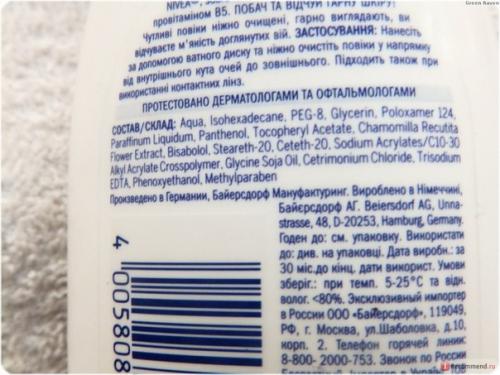 NIVEA®,
провітаміном В5. ПОБАЧ ТА ВІДЧУЙ ГАРНУ ШКІРУ!
Чутливі повіки ніжно очищені, гарно виглядають, ви
відчуваєте м'якість доглянутих вій. ЗАСТОСУВАННЯ: Нанесіть
за допомогою ватного диску та ніжно очистіть повіки у напрямку
від внутрішнього кута очей до зовнішнього. Підходить також при
використанні контактних лінз.
ПРОТЕСТОВАНО ДЕРМАТОЛОГАМИ ТА ОФТАЛЬМОЛОГАМИ
СОСТАВ/СКЛАД: Aqua, Isohexadecane, PEG-8, Glycerin, Poloxamer 124,
Paraffinum Liquidum, Panthenol, Tocopheryl Acetate, Chamomilla Recutita
Flower Extract, Bisabolol, Steareth-20, Ceteth-20, Sodium Acrylates/C10-30
Alkyl Acrylate Crosspolymer, Glycine Soja Oil, Cetrimonium Chloride, Trisodium
EDTA, Phenoxyethanol, Methylparaben
Произведено в Германии, Байерсдорф Мануфактуринг. Вироблено в Німеччині,
Байєрсдорф АГ. Beiersdorf AG, Unna-
strasse, 48, D-20253, Hamburg, Germany.
Годен до: см. упаковку. Використати
до: див. на упаковці. Дата виробн.: за
30 міс.до кінц. дати використ. Умови
зберіг.: при темп. 5-25°C та відн.
волог. <80%. Эксклюзивный импортер
в России ООО «Байерсдорф», 119049,
РФ, г. Москва, ул.Шаболовка, д.10,
корп. 2. Телефон горячей линии:
8-800-2000-753. Звонок по России
4 005808
Green Raven
irecommend.ru